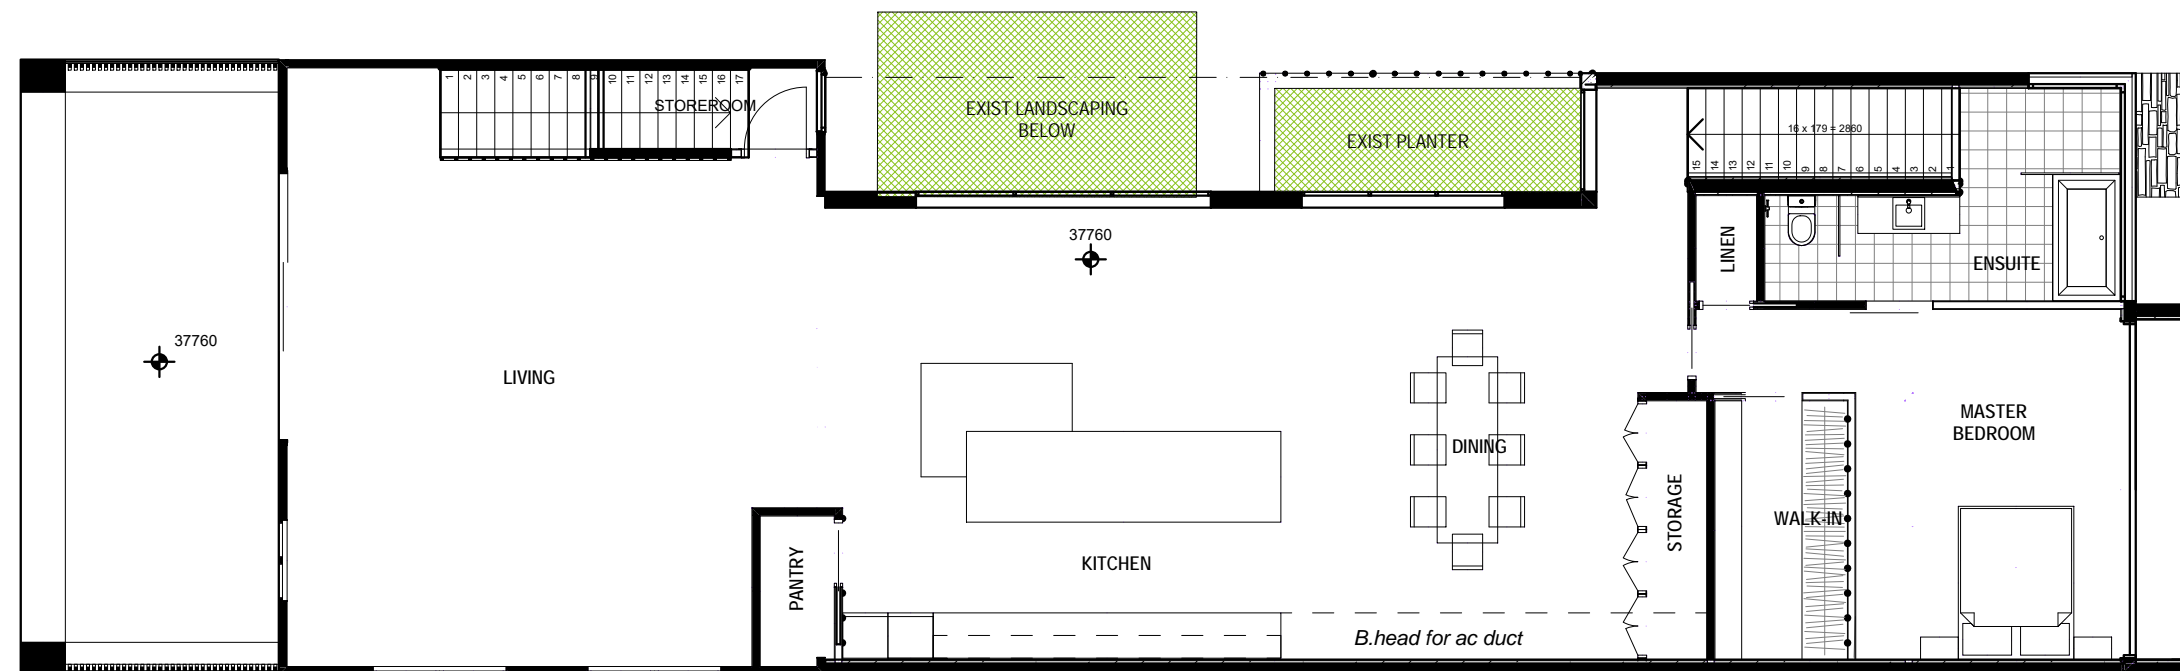 1 2 3 4 5 6 7 8 9 10 11 12 13 14 15 16 17
STOREROOM
EXIST LANDSCAPING
BELOW
EXIST PLANTER
16 x 179 = 2860
15 14 13 12 11 10 9 8 7 6 5 4 3 2 1
37760
LINEN
ENSUITE
37760
LIVING
MASTER
BEDROOM
DINING
STORAGE
WALK-IN
KITCHEN
PANTRY
B.head for ac duct